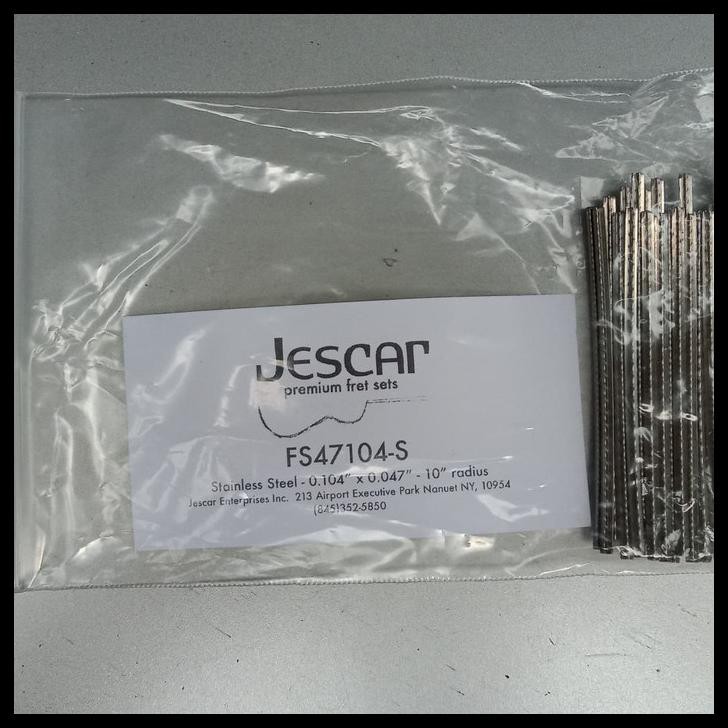 Jescar
premium fret sets
FS47104-S
Stainless Steel - 0.104" x 0.047" - 10" radius
Jescar Enterprises Inc. 213 Airport Executive Park Nanuet NY, 10954
(845)352-5850